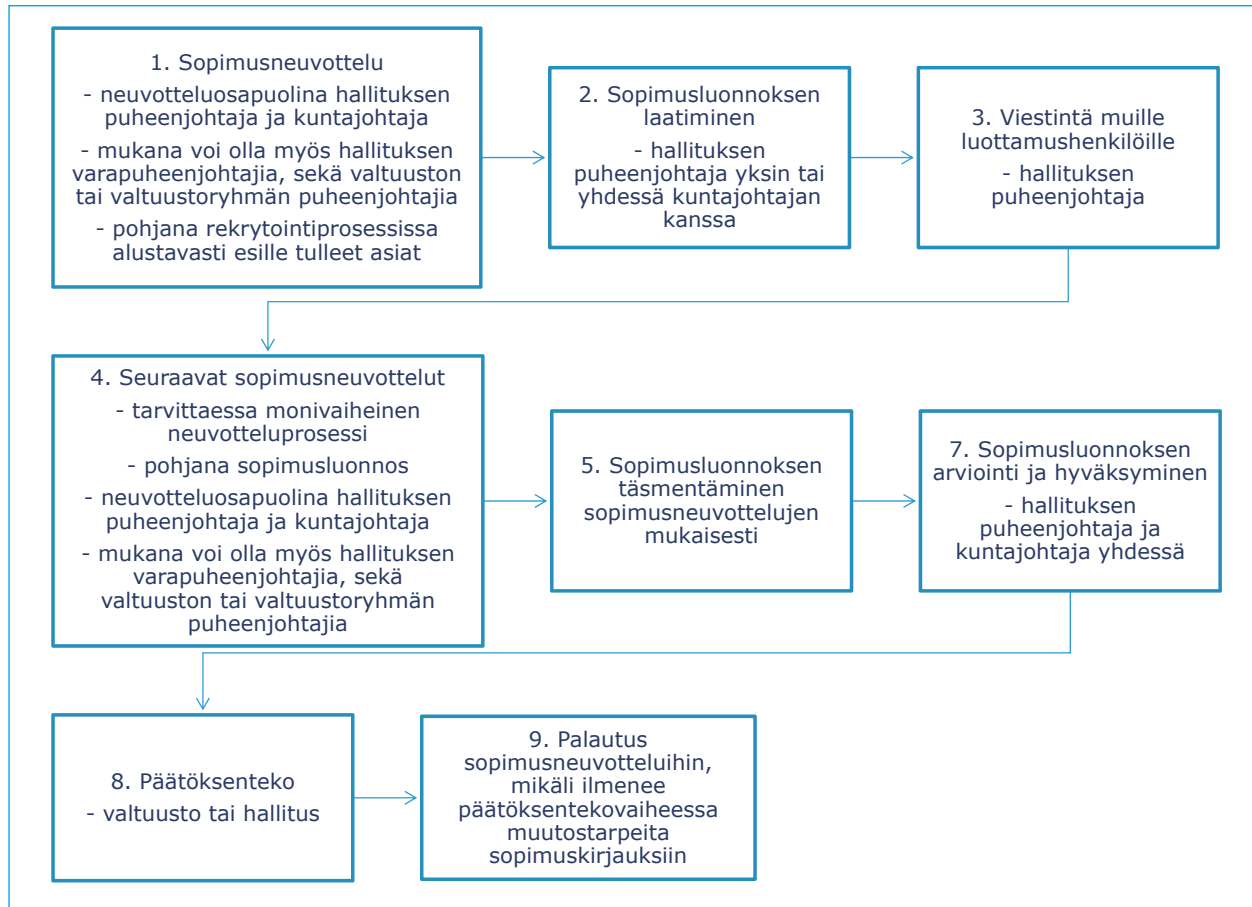 1. Sopimusneuvottelu
- neuvotteluosapuolina hallituksen
puheenjohtaja ja kuntajohtaja
- mukana voi olla myös hallituksen
varapuheenjohtajia, sekä valtuuston
tai valtuustoryhmän puheenjohtajia
- pohjana rekrytointiprosessissa
alustavasti esille tulleet asiat
2. Sopimusluonnoksen
laatiminen
- hallituksen
puheenjohtaja yksin tai
yhdessä kuntajohtajan
kanssa
3. Viestintä muille
luottamushenkilöille
- hallituksen
puheenjohtaja
4. Seuraavat sopimusneuvottelut
- tarvittaessa monivaiheinen
neuvotteluprosessi
- pohjana sopimusluonnos
- neuvotteluosapuolina hallituksen
puheenjohtaja ja kuntajohtaja
- mukana voi olla myös hallituksen
varapuheenjohtajia, sekä
valtuuston tai valtuustoryhmän
puheenjohtajia
5. Sopimusluonnoksen
täsmentäminen
sopimusneuvottelujen
mukaisesti
7. Sopimusluonnoksen
arviointi ja hyväksyminen
- hallituksen
puheenjohtaja ja
kuntajohtaja yhdessä
8. Päätöksenteko
- valtuusto tai hallitus
9. Palautus
sopimusneuvotteluihin,
mikäli ilmenee
päätöksentekovaiheessa
muutostarpeita
sopimuskirjauksiin